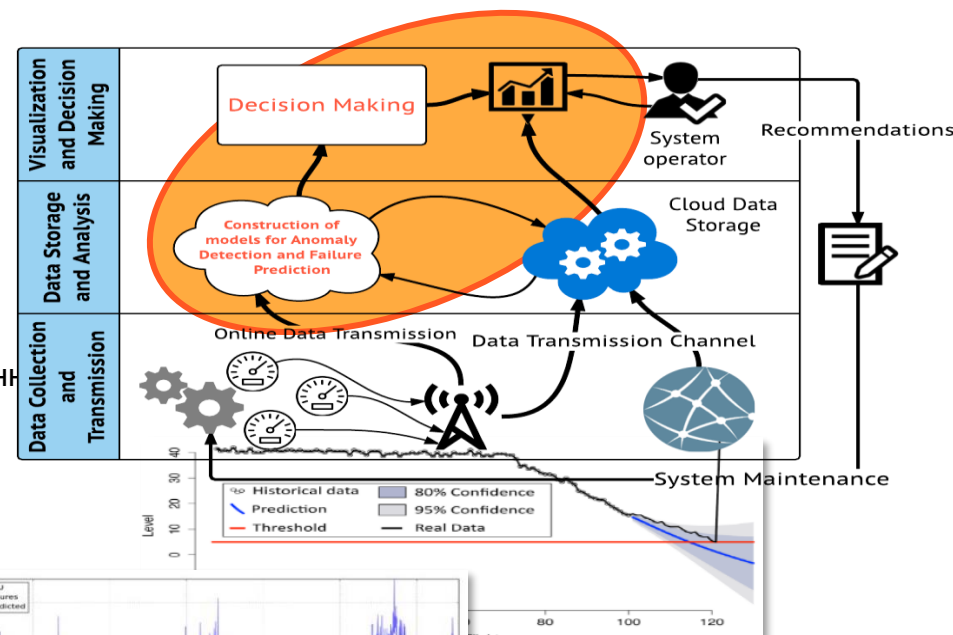 Visualization
and Decision
Making
Decision Making
System
operator
Recommendations
Data Storage
and Analysis
Construction of
models for Anomaly
Detection and Failure
Prediction
Cloud Data
Storage
Data Collection
and
Transmission
Online Data Transmission
Data Transmission Channel
System Maintenance
Level
40
30
20
10
0
Historical data
Prediction
Threshold
80% Confidence
95% Confidence
Real Data
80
100
120